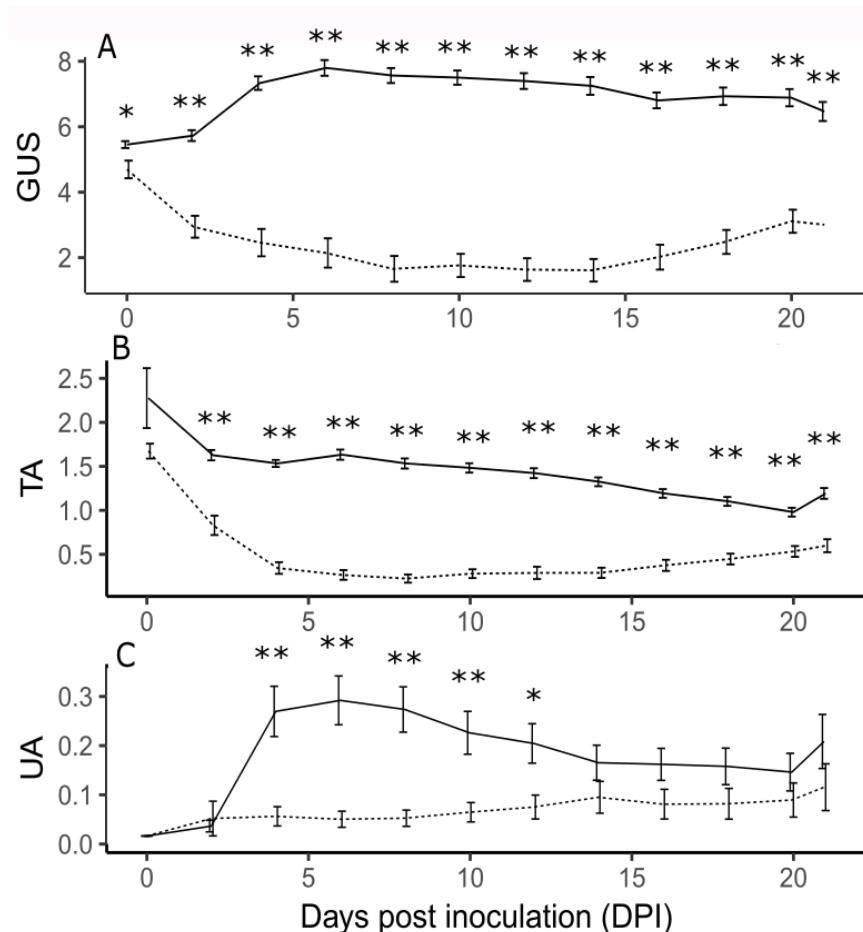 A
* ** ** ** ** ** ** ** ** ** ** **
GUS
8
6
4
2
0 5 10 15 20
B
** ** ** ** ** ** ** ** ** ** **
TA
2.5
2.0
1.5
1.0
0.5
0 5 10 15 20
C
** ** ** ** *
UA
0.3
0.2
0.1
0.0
0 5 10 15 20
Days post inoculation (DPI)